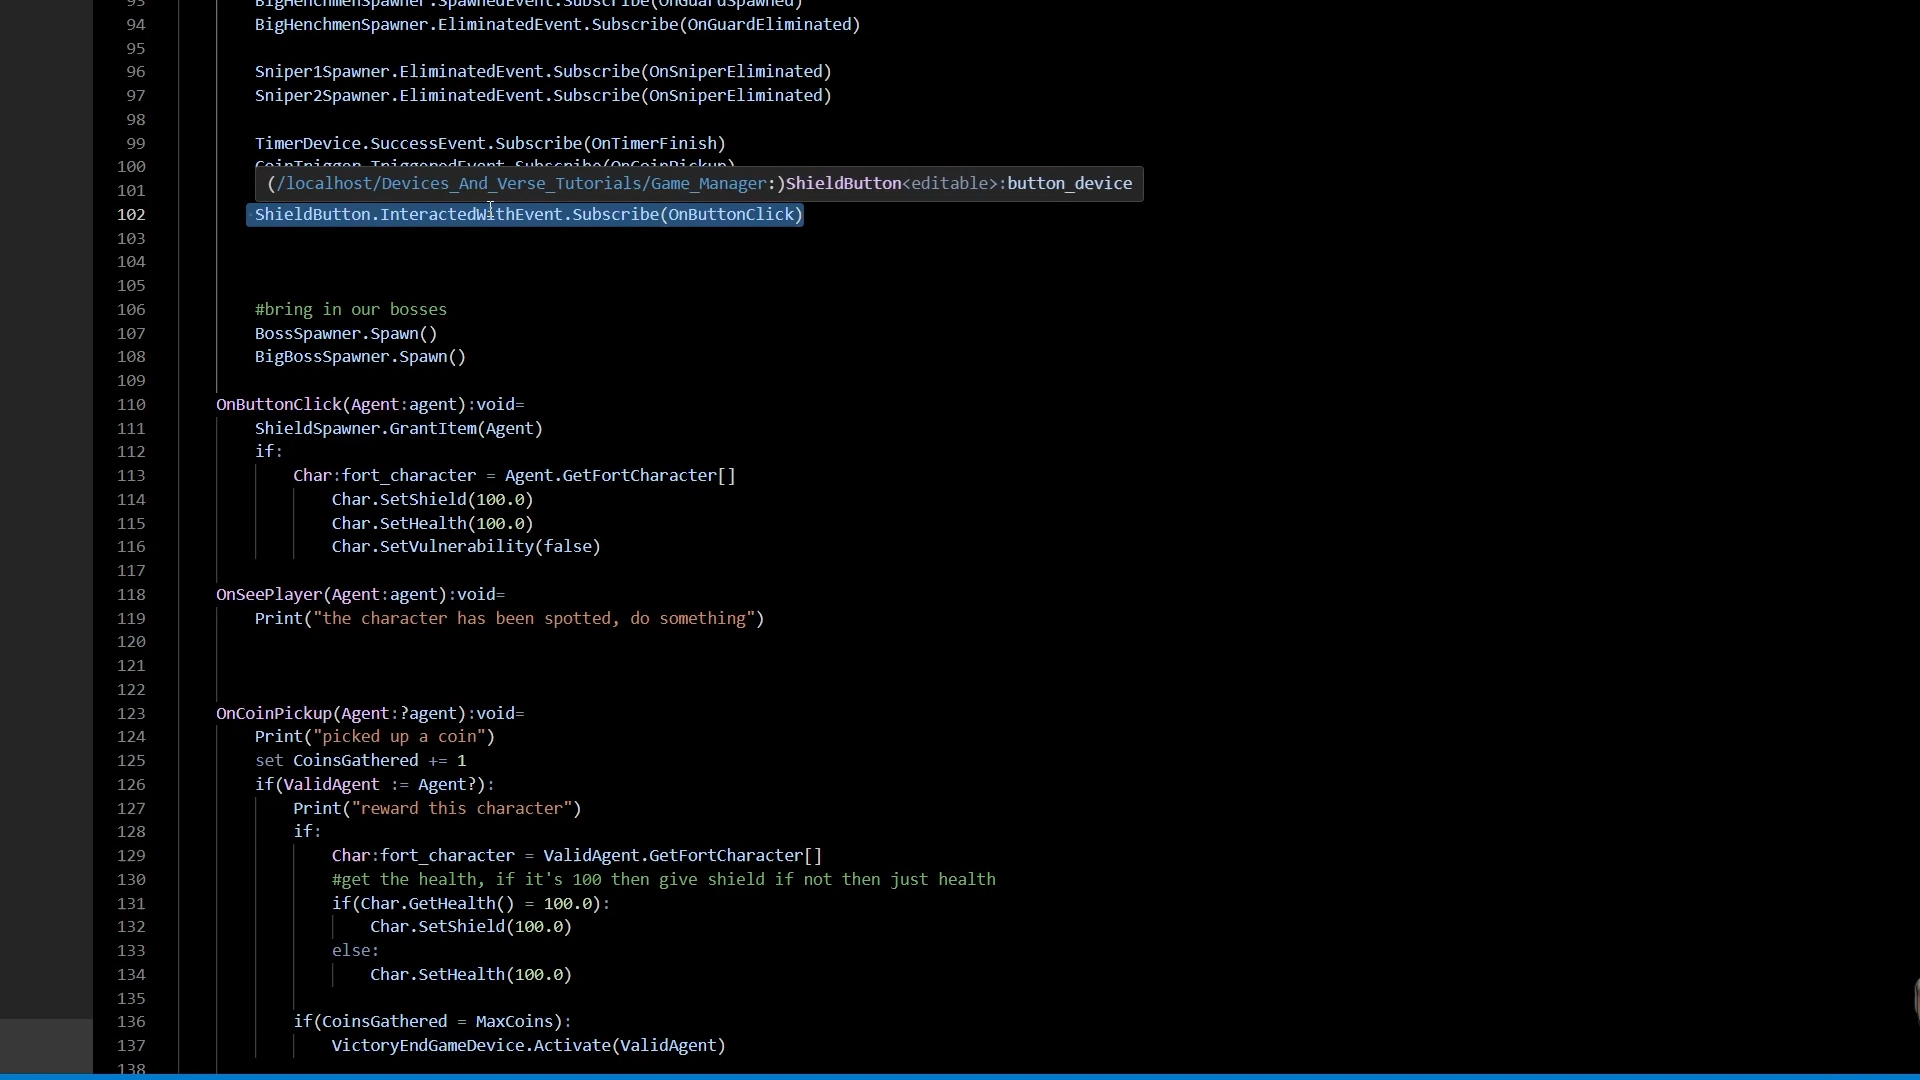 93 BigHenchmenSpawner.SpawnedEvent.Subscribe(OnGuardSpawned)
94 BigHenchmenSpawner.EliminatedEvent.Subscribe(OnGuardEliminated)
95
96 Sniper1Spawner.EliminatedEvent.Subscribe(OnSniperEliminated)
97 Sniper2Spawner.EliminatedEvent.Subscribe(OnSniperEliminated)
98
99 TimerDevice.SuccessEvent.Subscribe(OnTimerFinish)
100 CoinTrigger.TriggeredEvent.Subscribe(OnCoinPickup)
101 (/localhost/Devices_And_Verse_Tutorials/Game_Manager:)ShieldButton<editable>:button_device
102 ShieldButton.InteractedWithEvent.Subscribe(OnButtonClick)
103
104
105
106 #bring in our bosses
107 BossSpawner.Spawn()
108 BigBossSpawner.Spawn()
109
110 OnButtonClick(Agent:agent):void=
111 ShieldSpawner.GrantItem(Agent)
112 if:
113 Char:fort_character = Agent.GetFortCharacter[]
114 Char.SetShield(100.0)
115 Char.SetHealth(100.0)
116 Char.SetVulnerability(false)
117
118 OnSeePlayer(Agent:agent):void=
119 Print("the character has been spotted, do something")
120
121
122
123 OnCoinPickup(Agent:?agent):void=
124 Print("picked up a coin")
125 set CoinsGathered += 1
126 if(ValidAgent := Agent?):
127 Print("reward this character")
128 if:
129 Char:fort_character = ValidAgent.GetFortCharacter[]
130 #get the health, if it's 100 then give shield if not then just health
131 if(Char.GetHealth() = 100.0):
132 Char.SetShield(100.0)
133 else:
134 Char.SetHealth(100.0)
135
136 if(CoinsGathered = MaxCoins):
137 VictoryEndGameDevice.Activate(ValidAgent)
138